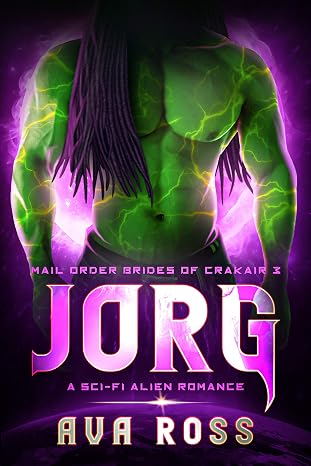 MAIL ORDER BRIDES OF CRAKAIR 3
JORG
A SCI-FI ALIEN ROMANCE
AVA ROSS